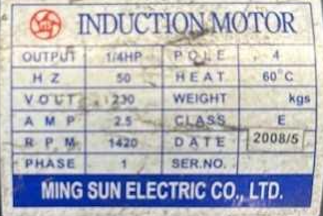 INDUCTION MOTOR
OUTPUT 1/4HP POLE 4
HZ 50 HEAT 60°C
VOLT 230 WEIGHT kgs
AMP 2.5 CLASS E
R.P.M. 1420 DATE 2008/5
PHASE 1 SER.NO.
MING SUN ELECTRIC CO., LTD.